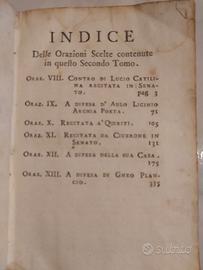 INDICE
Delle Orazioni Scelte contenute
in questo Secondo Tomo.
ORAZ. VIII. CONTRO DI LUCIO CATILI-
NA RECITATA IN SENA-
TO. pag 3
ORAZ. IX. A DIFESA D' AULO LICINIO
ARCHIA POETA. 71
ORAZ. X. RECITATA A' QUIRITI. 105
ORAZ. XI. RECITATA DA CICERONE IN
SENATO. 131
ORAZ. XII. A DIFESA DELLA SUA CASA.
175
ORAZ. XIII. A DIFESA DI GNEO PLAN-
CIO. 335
subito